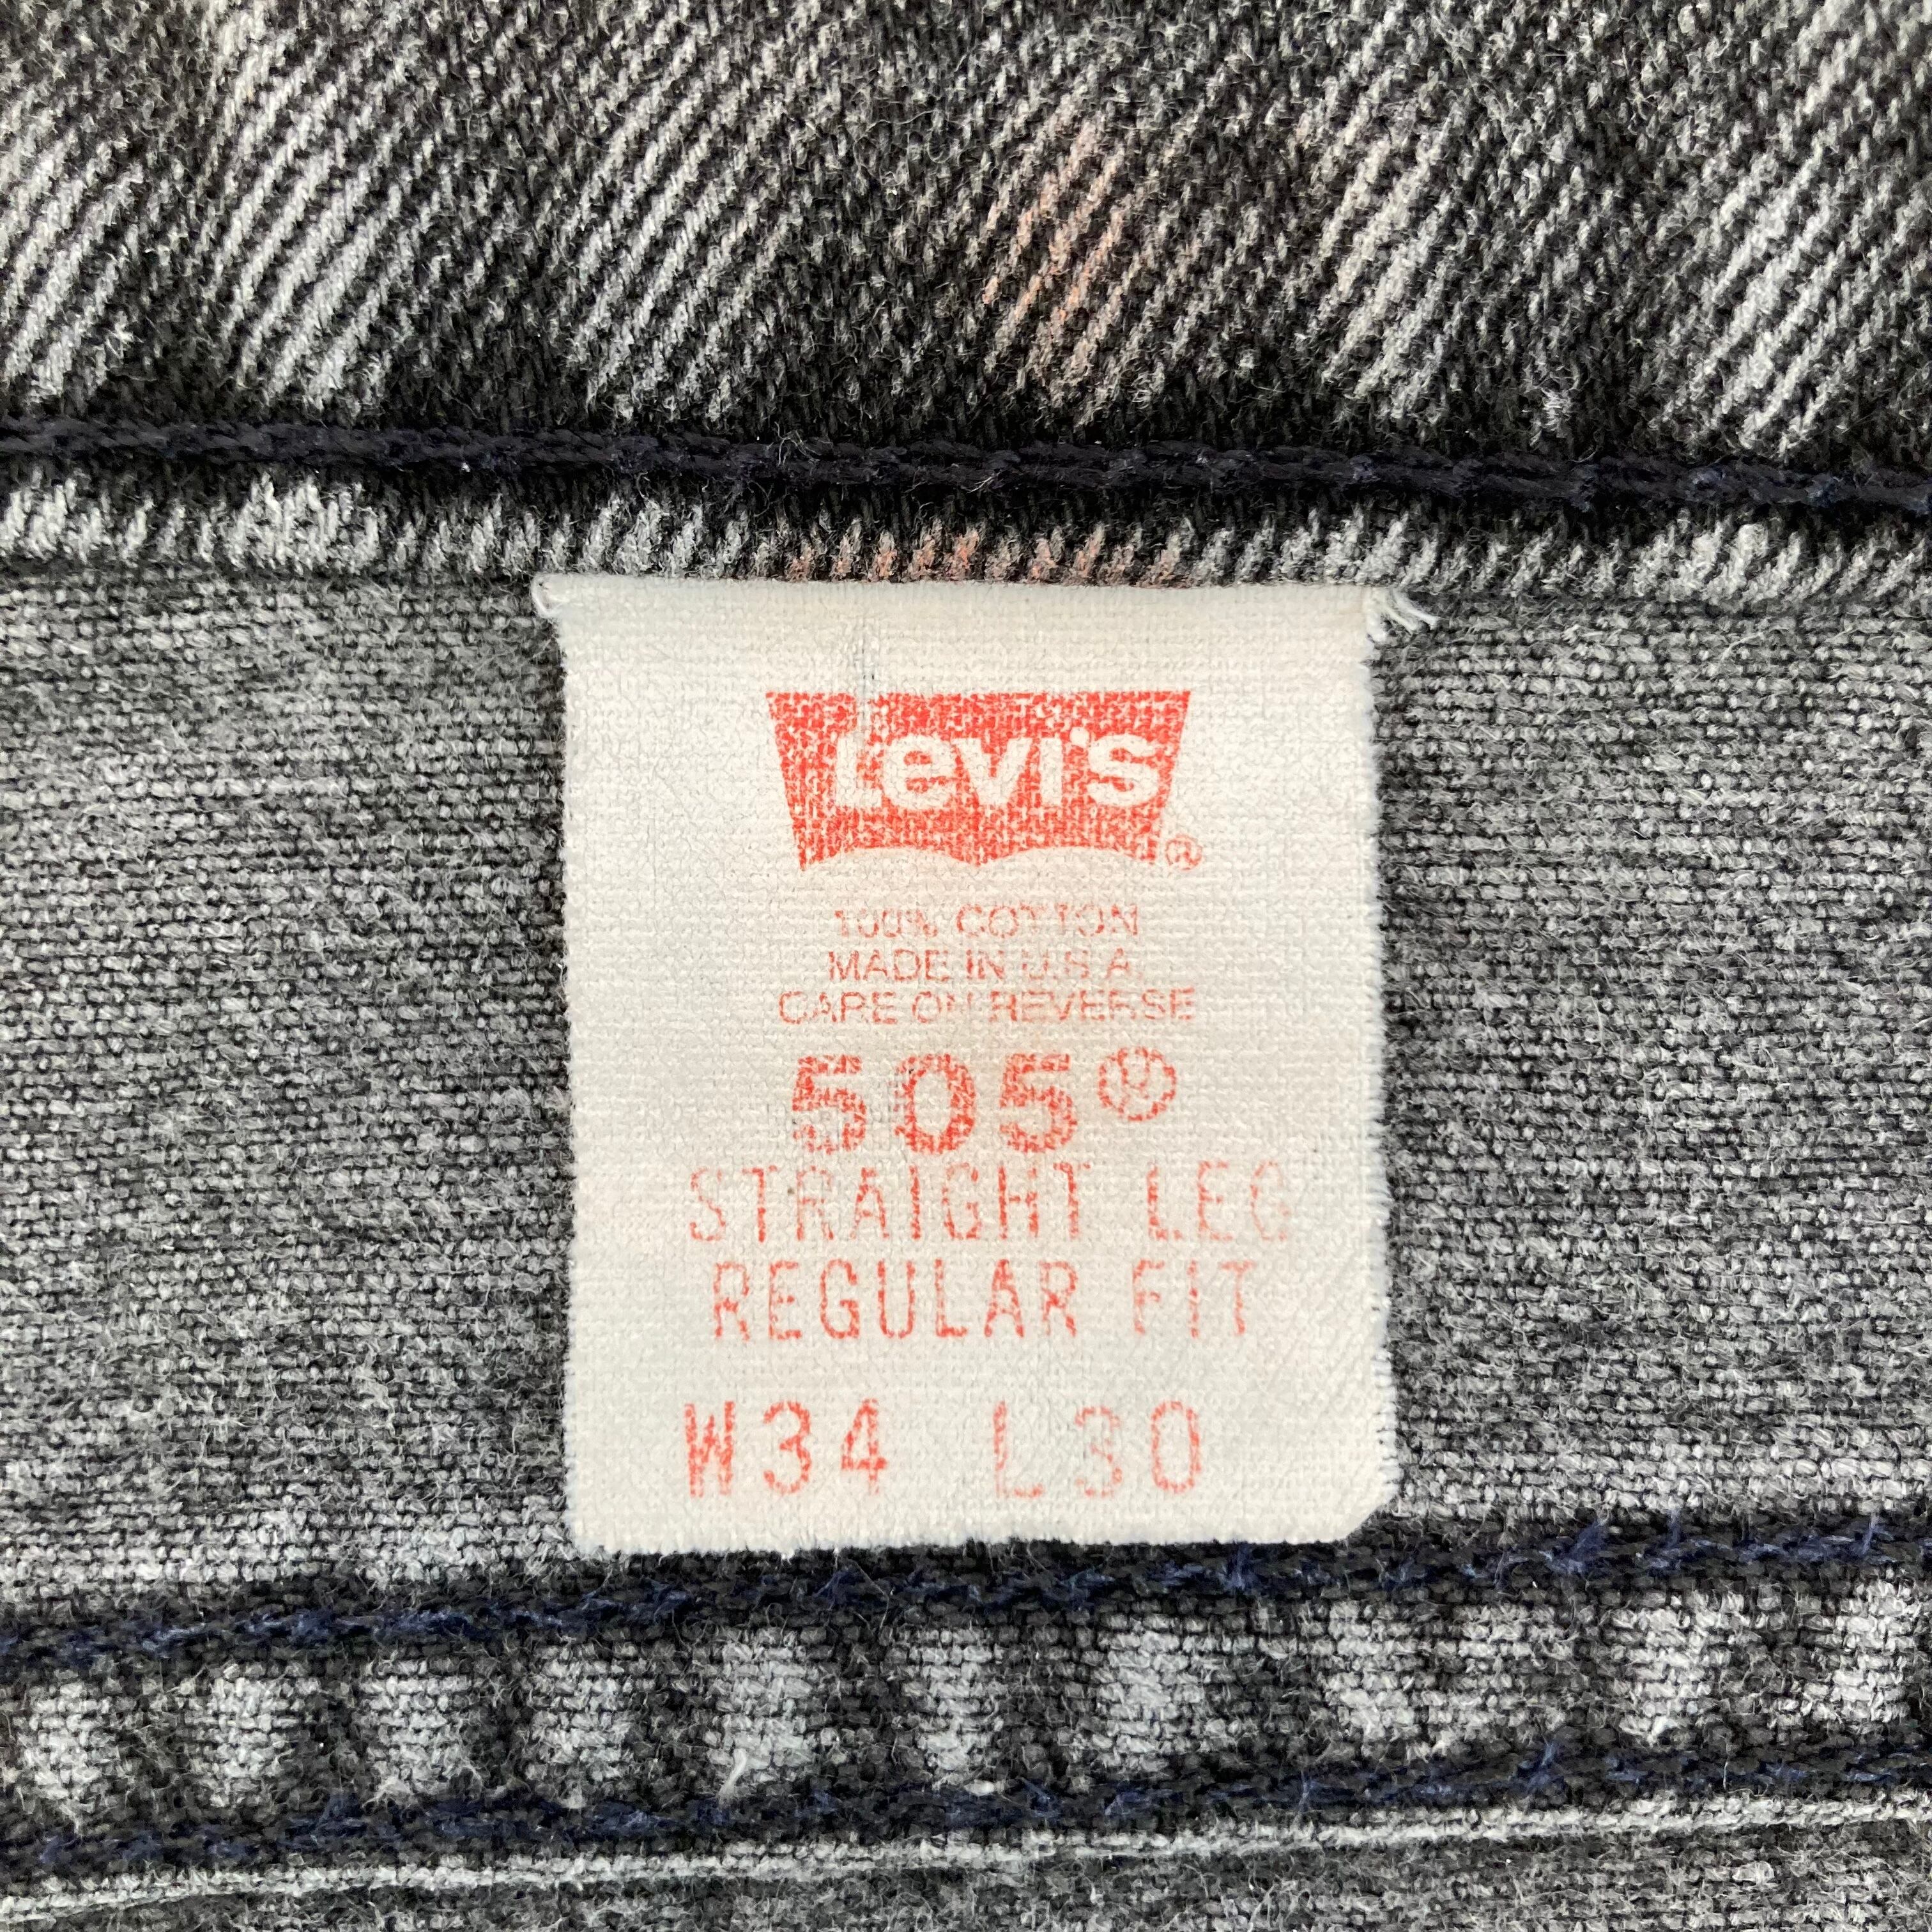 Levi's®
100% COTTON
MADE IN U.S.A.
CARE ON REVERSE
505®
STRAIGHT LEG
REGULAR FIT
W34 L30